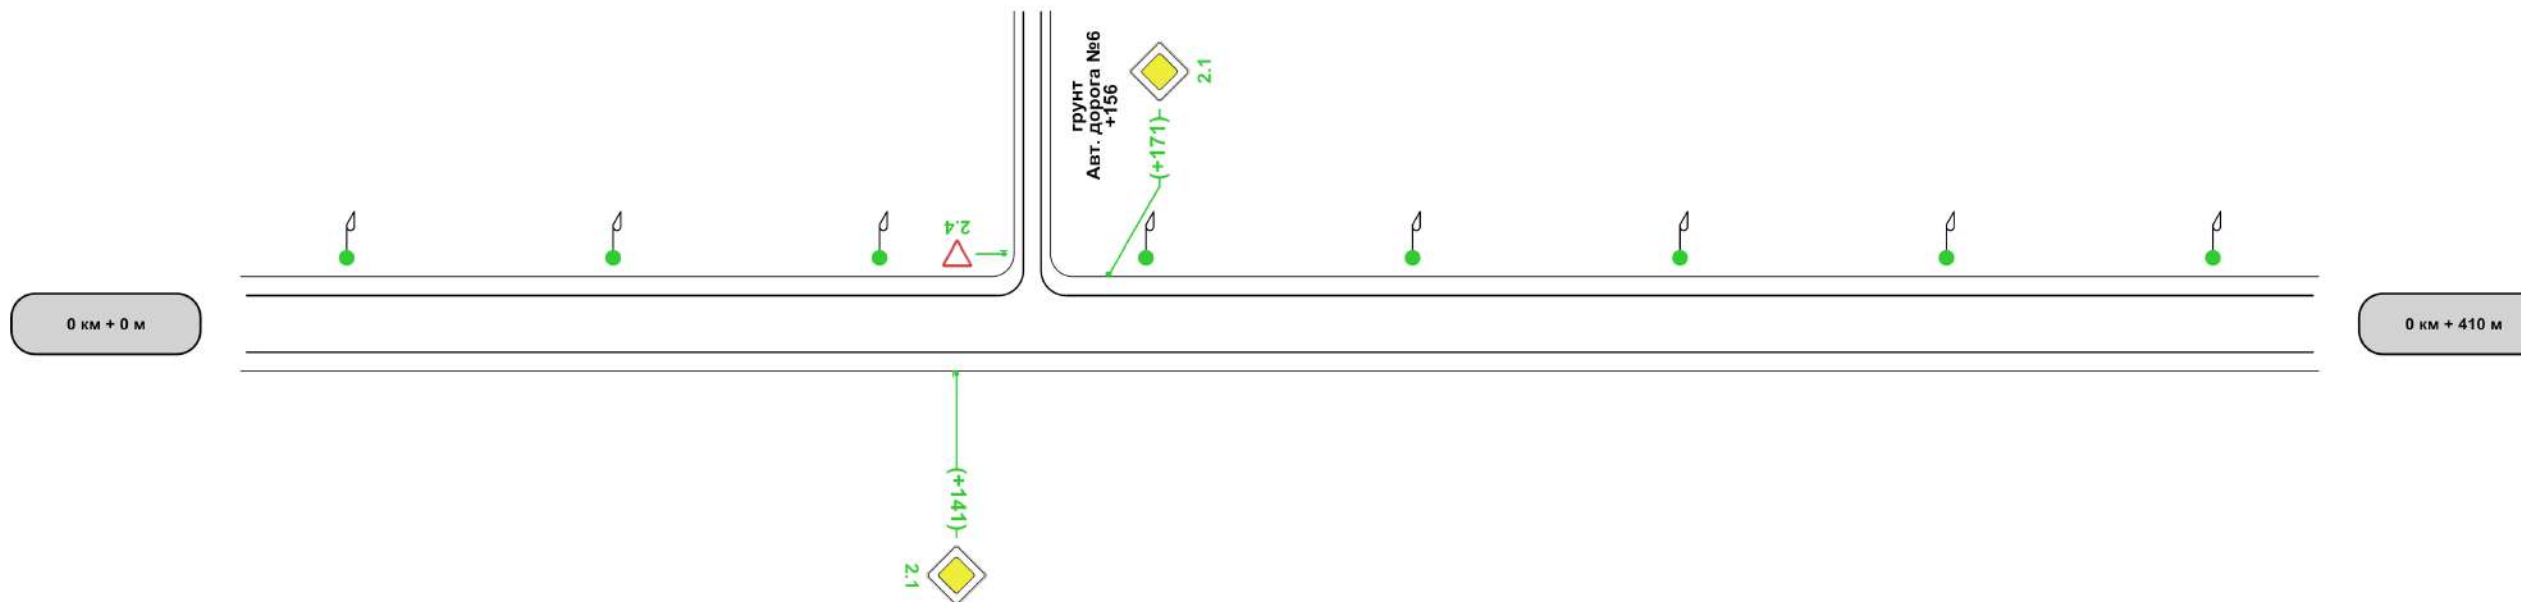 грунт
Авт. дорога №6
+156
2.1
(+171)
2.4
0 км + 0 м
0 км + 410 м
(+141)
2.1